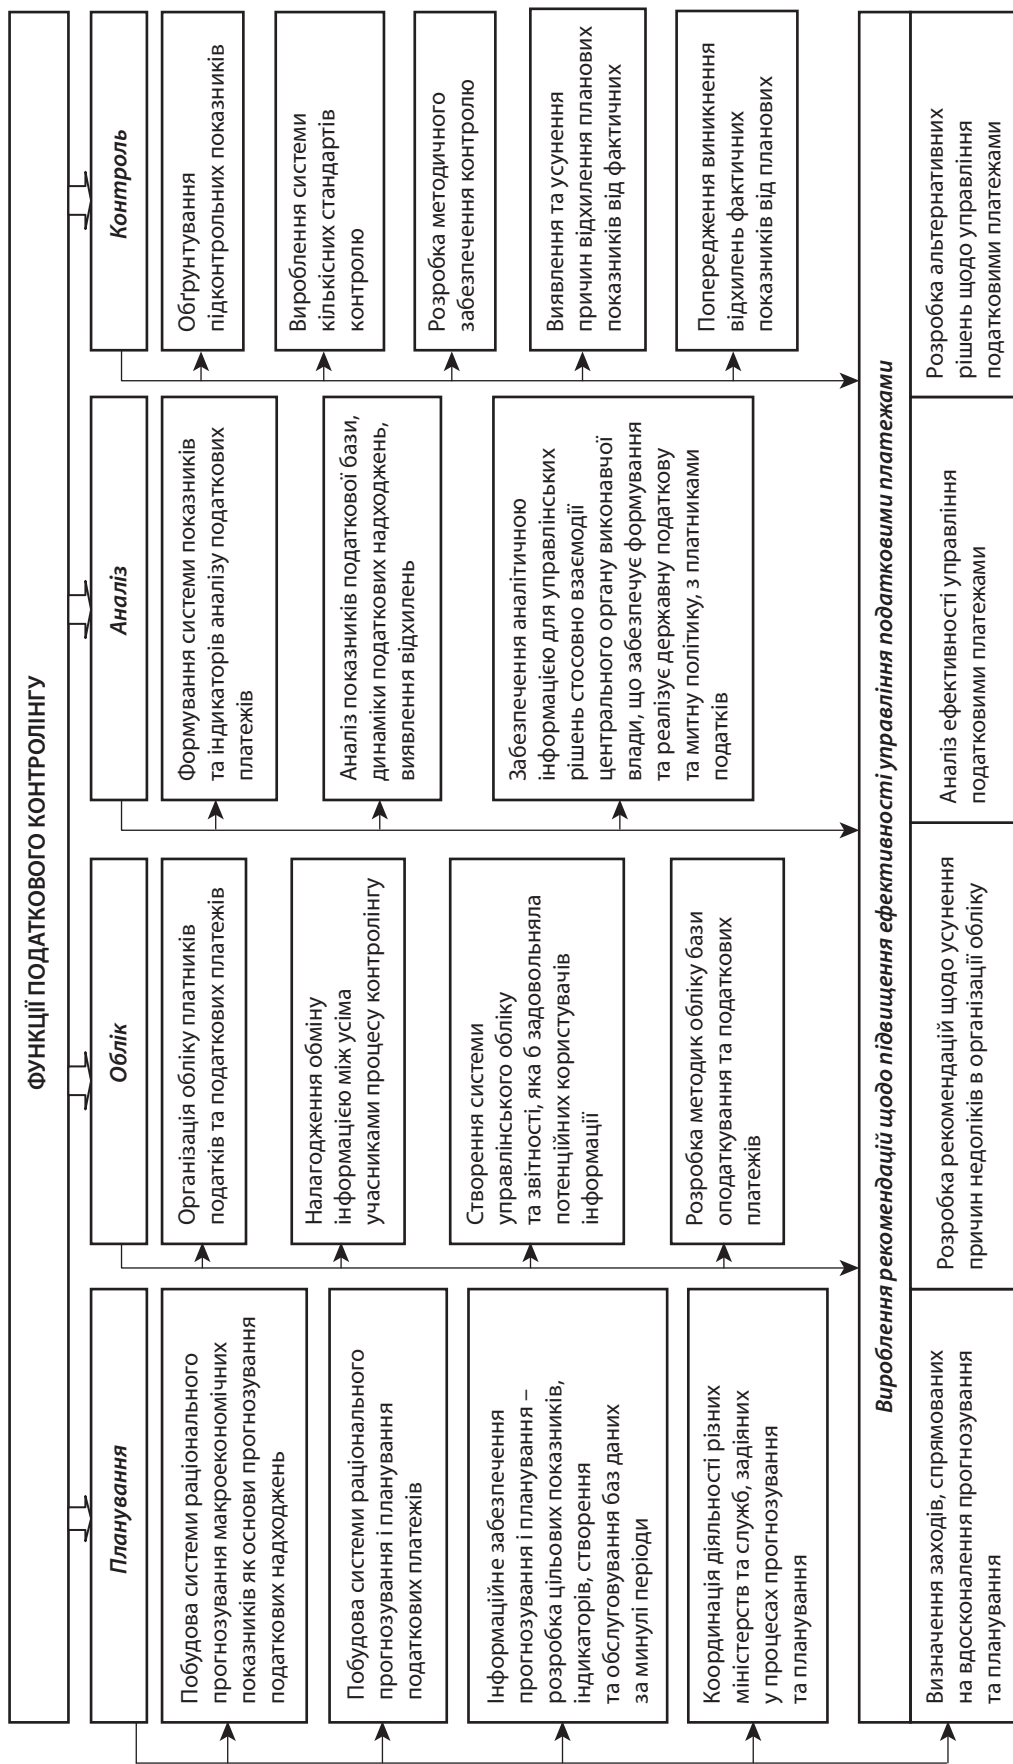 ФУНКЦІЇ ПОДАТКОВОГО КОНТРОЛІНГУ
Планування
Побудова системи раціонального
прогнозування макроекономічних
показників як основи прогнозування
податкових надходжень
Побудова системи раціонального
прогнозування і планування
податкових платежів
Інформаційне забезпечення
прогнозування і планування –
розробка цільових показників,
індикаторів, створення
та обслуговування баз даних
за минулі періоди
Координація діяльності різних
міністерств та служб, задіяних
у процесах прогнозування
та планування
Облік
Організація обліку платників
податків та податкових платежів
Налагодження обміну
інформацією між усіма
учасниками процесу контролінгу
Створення системи
управлінського обліку
та звітності, яка б задовольняла
потенційних користувачів
інформації
Розробка методик обліку бази
оподаткування та податкових
платежів
Аналіз
Формування системи показників
та індикаторів аналізу податкових
платежів
Аналіз показників податкової бази,
динаміки податкових надходжень,
виявлення відхилень
Забезпечення аналітичною
інформацією для управлінських
рішень стосовно взаємодії
центрального органу виконавчої
влади, що забезпечує формування
та реалізує державну податкову
та митну політику, з платниками
податків
Контроль
Обґрунтування
підконтрольних показників
Вироблення системи
кількісних стандартів
контролю
Розробка методичного
забезпечення контролю
Виявлення та усунення
причин відхилення планових
показників від фактичних
Попередження виникнення
відхилень фактичних
показників від планових
Вироблення рекомендацій щодо підвищення ефективності управління податковими платежами
Визначення заходів, спрямованих
на вдосконалення прогнозування
та планування
Розробка рекомендацій щодо усунення
причин недоліків в організації обліку
Аналіз ефективності управління
податковими платежами
Розробка альтернативних
рішень щодо управління
податковими платежами